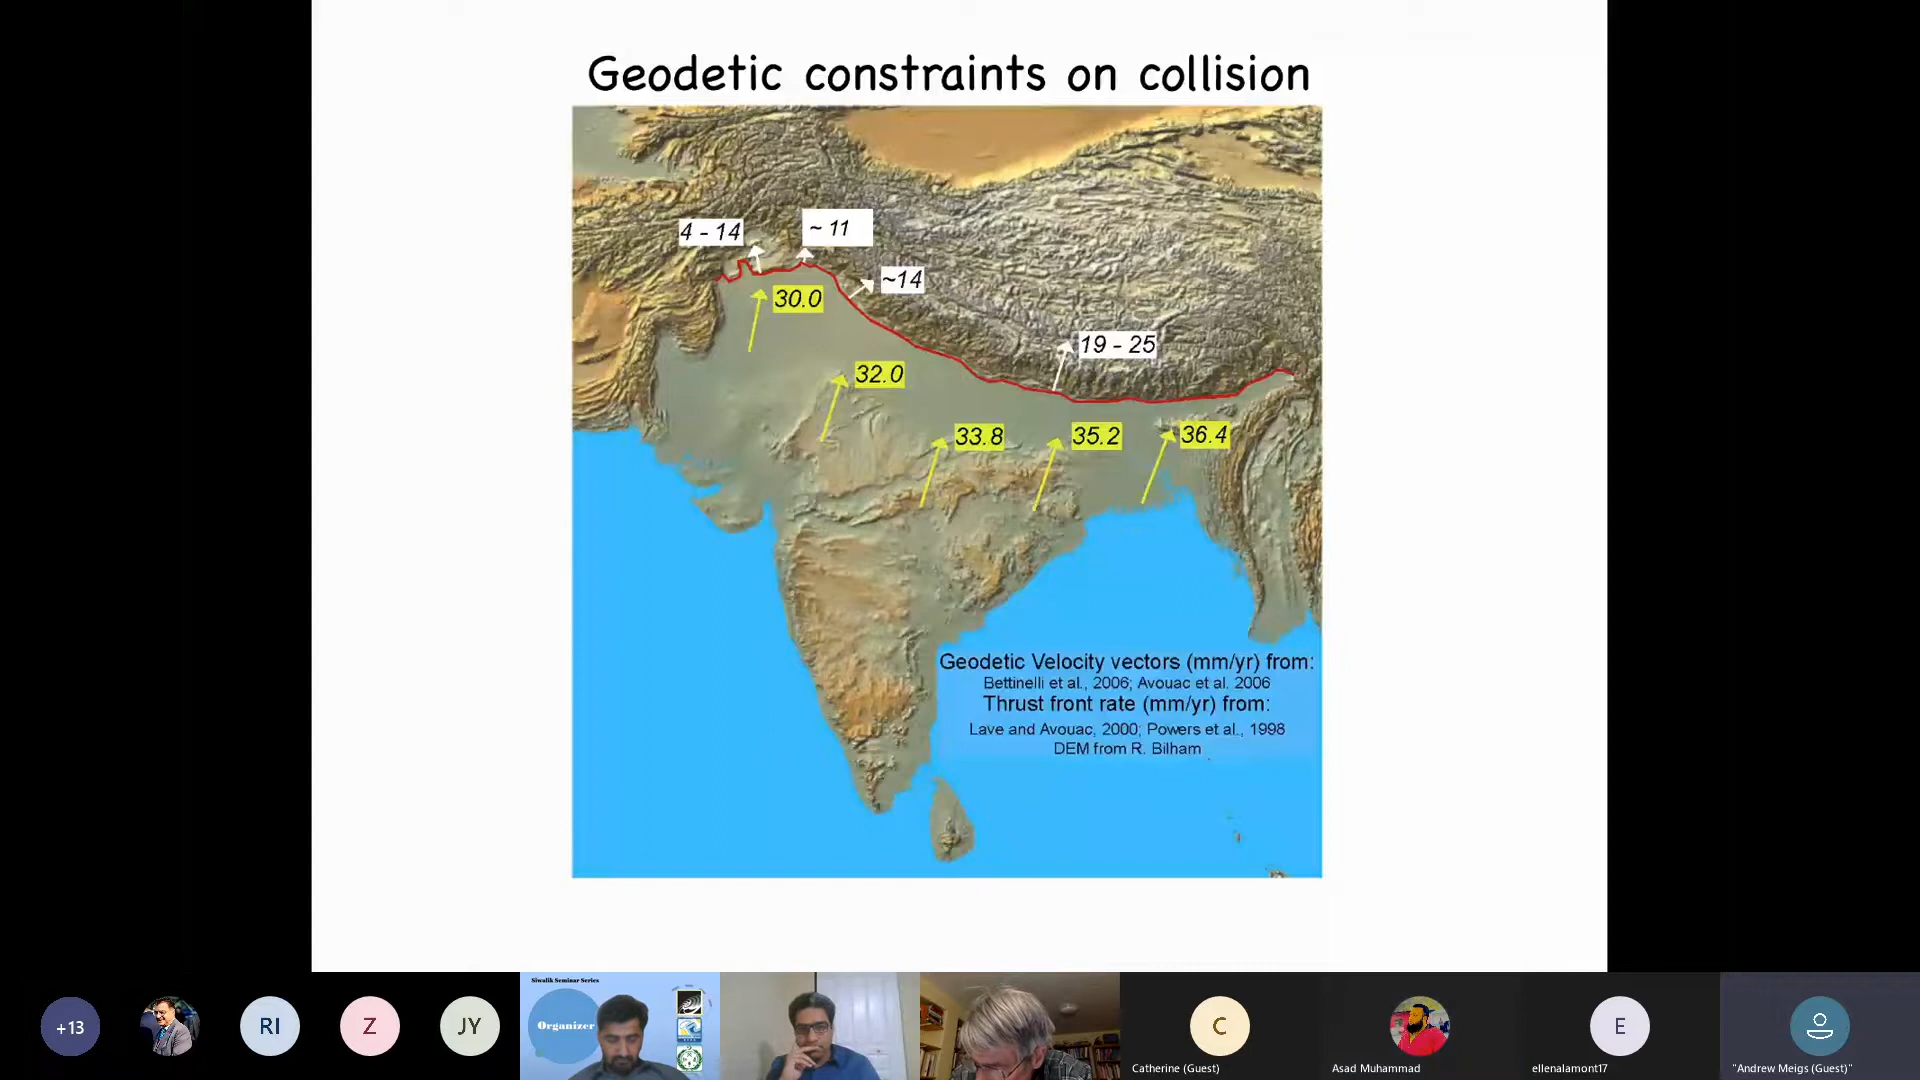 Geodetic constraints on collision
4 - 14
~ 11
~14
30.0
19 - 25
32.0
33.8
35.2
36.4
Geodetic Velocity vectors (mm/yr) from:
Bettinelli et al., 2006; Avouac et al. 2006
Thrust front rate (mm/yr) from:
Lave and Avouac, 2000; Powers et al., 1998
DEM from R. Bilham
+13
RI
Z
JY
Siwalik Seminar Series
Organizer
C
E
Catherine (Guest)
Asad Muhammad
ellenalamont17
"Andrew Meigs (Guest)"